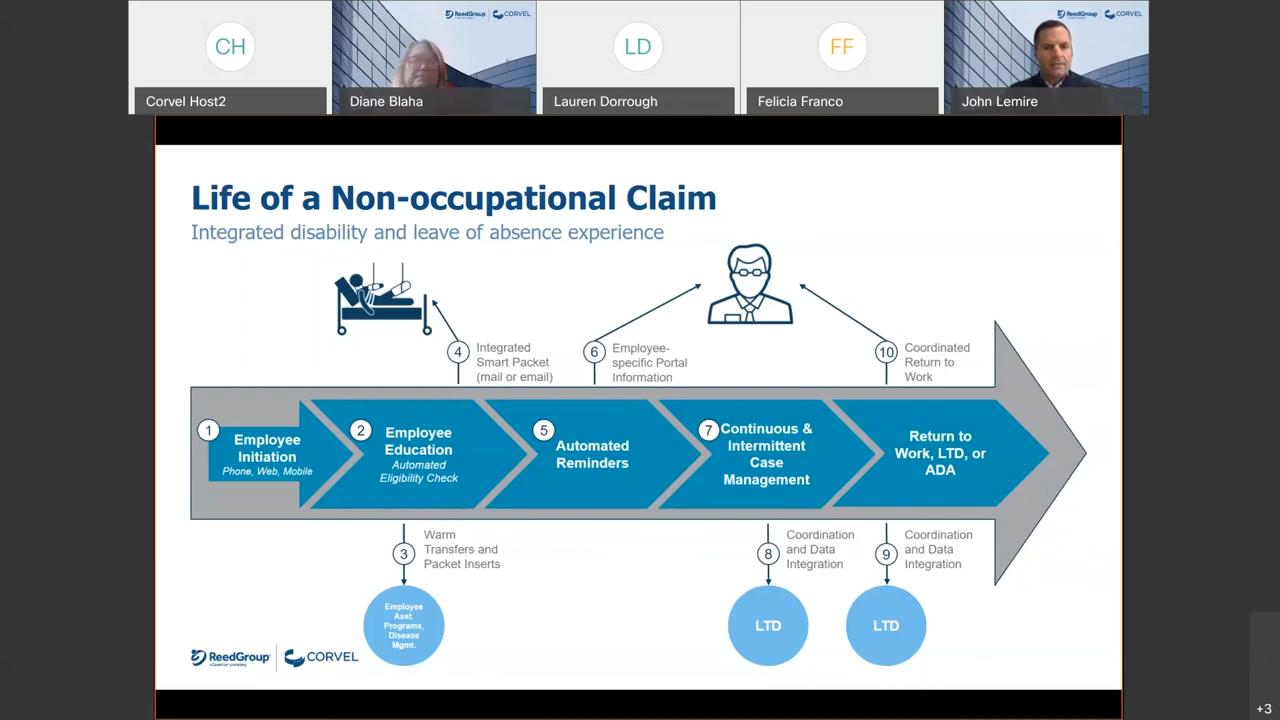 CH
LD
FF
ReedGroup
CORVEL
ReedGroup
CORVEL
Corvel Host2
Diane Blaha
Lauren Dorrough
Felicia Franco
John Lemire
Life of a Non-occupational Claim
Integrated disability and leave of absence experience
4
Integrated
Smart Packet
(mail or email)
6
Employee-
specific Portal
Information
10
Coordinated
Return to
Work
1
Employee
Initiation
Phone, Web, Mobile
2
Employee
Education
Automated
Eligibility Check
5
Automated
Reminders
7
Continuous &
Intermittent
Case
Management
Return to
Work, LTD, or
ADA
3
Warm
Transfers and
Packet Inserts
8
Coordination
and Data
Integration
9
Coordination
and Data
Integration
Employee
Asst.
Programs,
Disease
Mgmt.
LTD
LTD
ReedGroup
CORVEL
+3